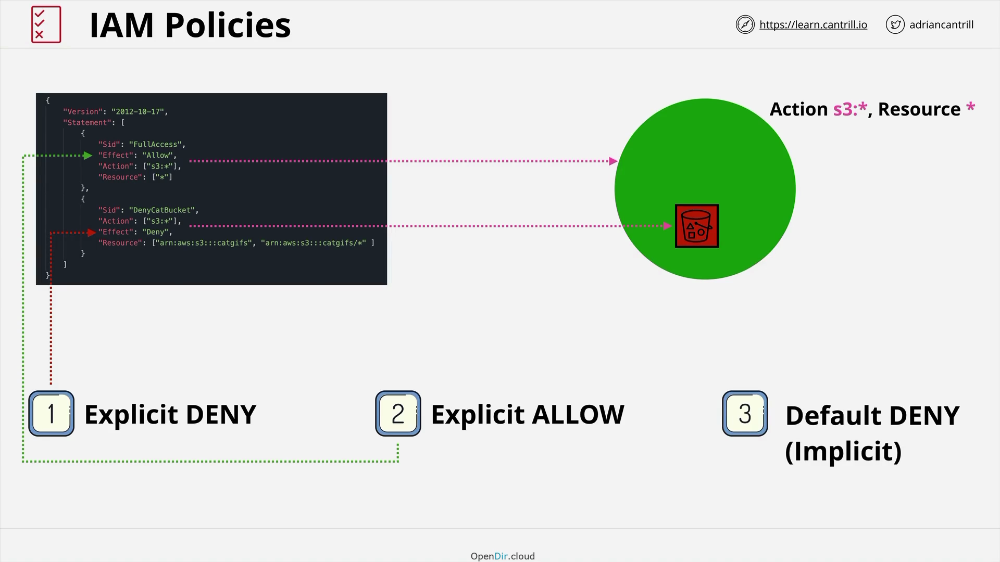 IAM Policies
https://learn.cantrill.io
adriancantrill
{
"Version": "2012-10-17",
"Statement": [
{
"Sid": "FullAccess",
"Effect": "Allow",
"Action": ["s3:*"],
"Resource": ["*"]
},
{
"Sid": "DenyCatBucket",
"Action": ["s3:*"],
"Effect": "Deny",
"Resource": ["arn:aws:s3:::catgifs", "arn:aws:s3:::catgifs/*" ]
}
]
}
Action s3:*, Resource *
1 Explicit DENY
2 Explicit ALLOW
3 Default DENY
(Implicit)
OpenDir.cloud